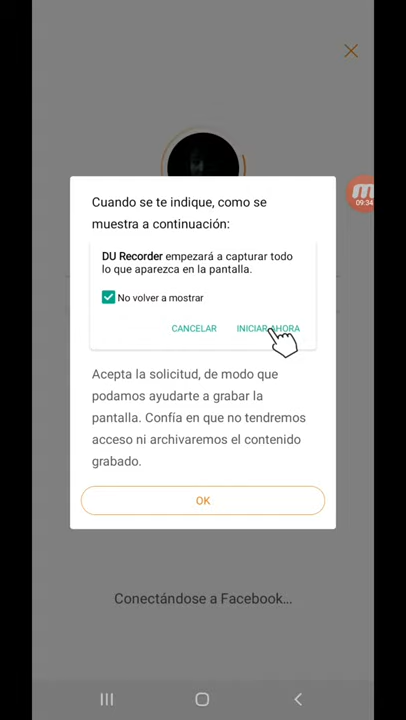 Cuando se te indique, como se
muestra a continuación:
DU Recorder empezará a capturar todo
lo que aparezca en la pantalla.
No volver a mostrar
CANCELAR INICIAR AHORA
Acepta la solicitud, de modo que
podamos ayudarte a grabar la
pantalla. Confía en que no tendremos
acceso ni archivaremos el contenido
grabado.
OK
Conectándose a Facebook...
M
09:34